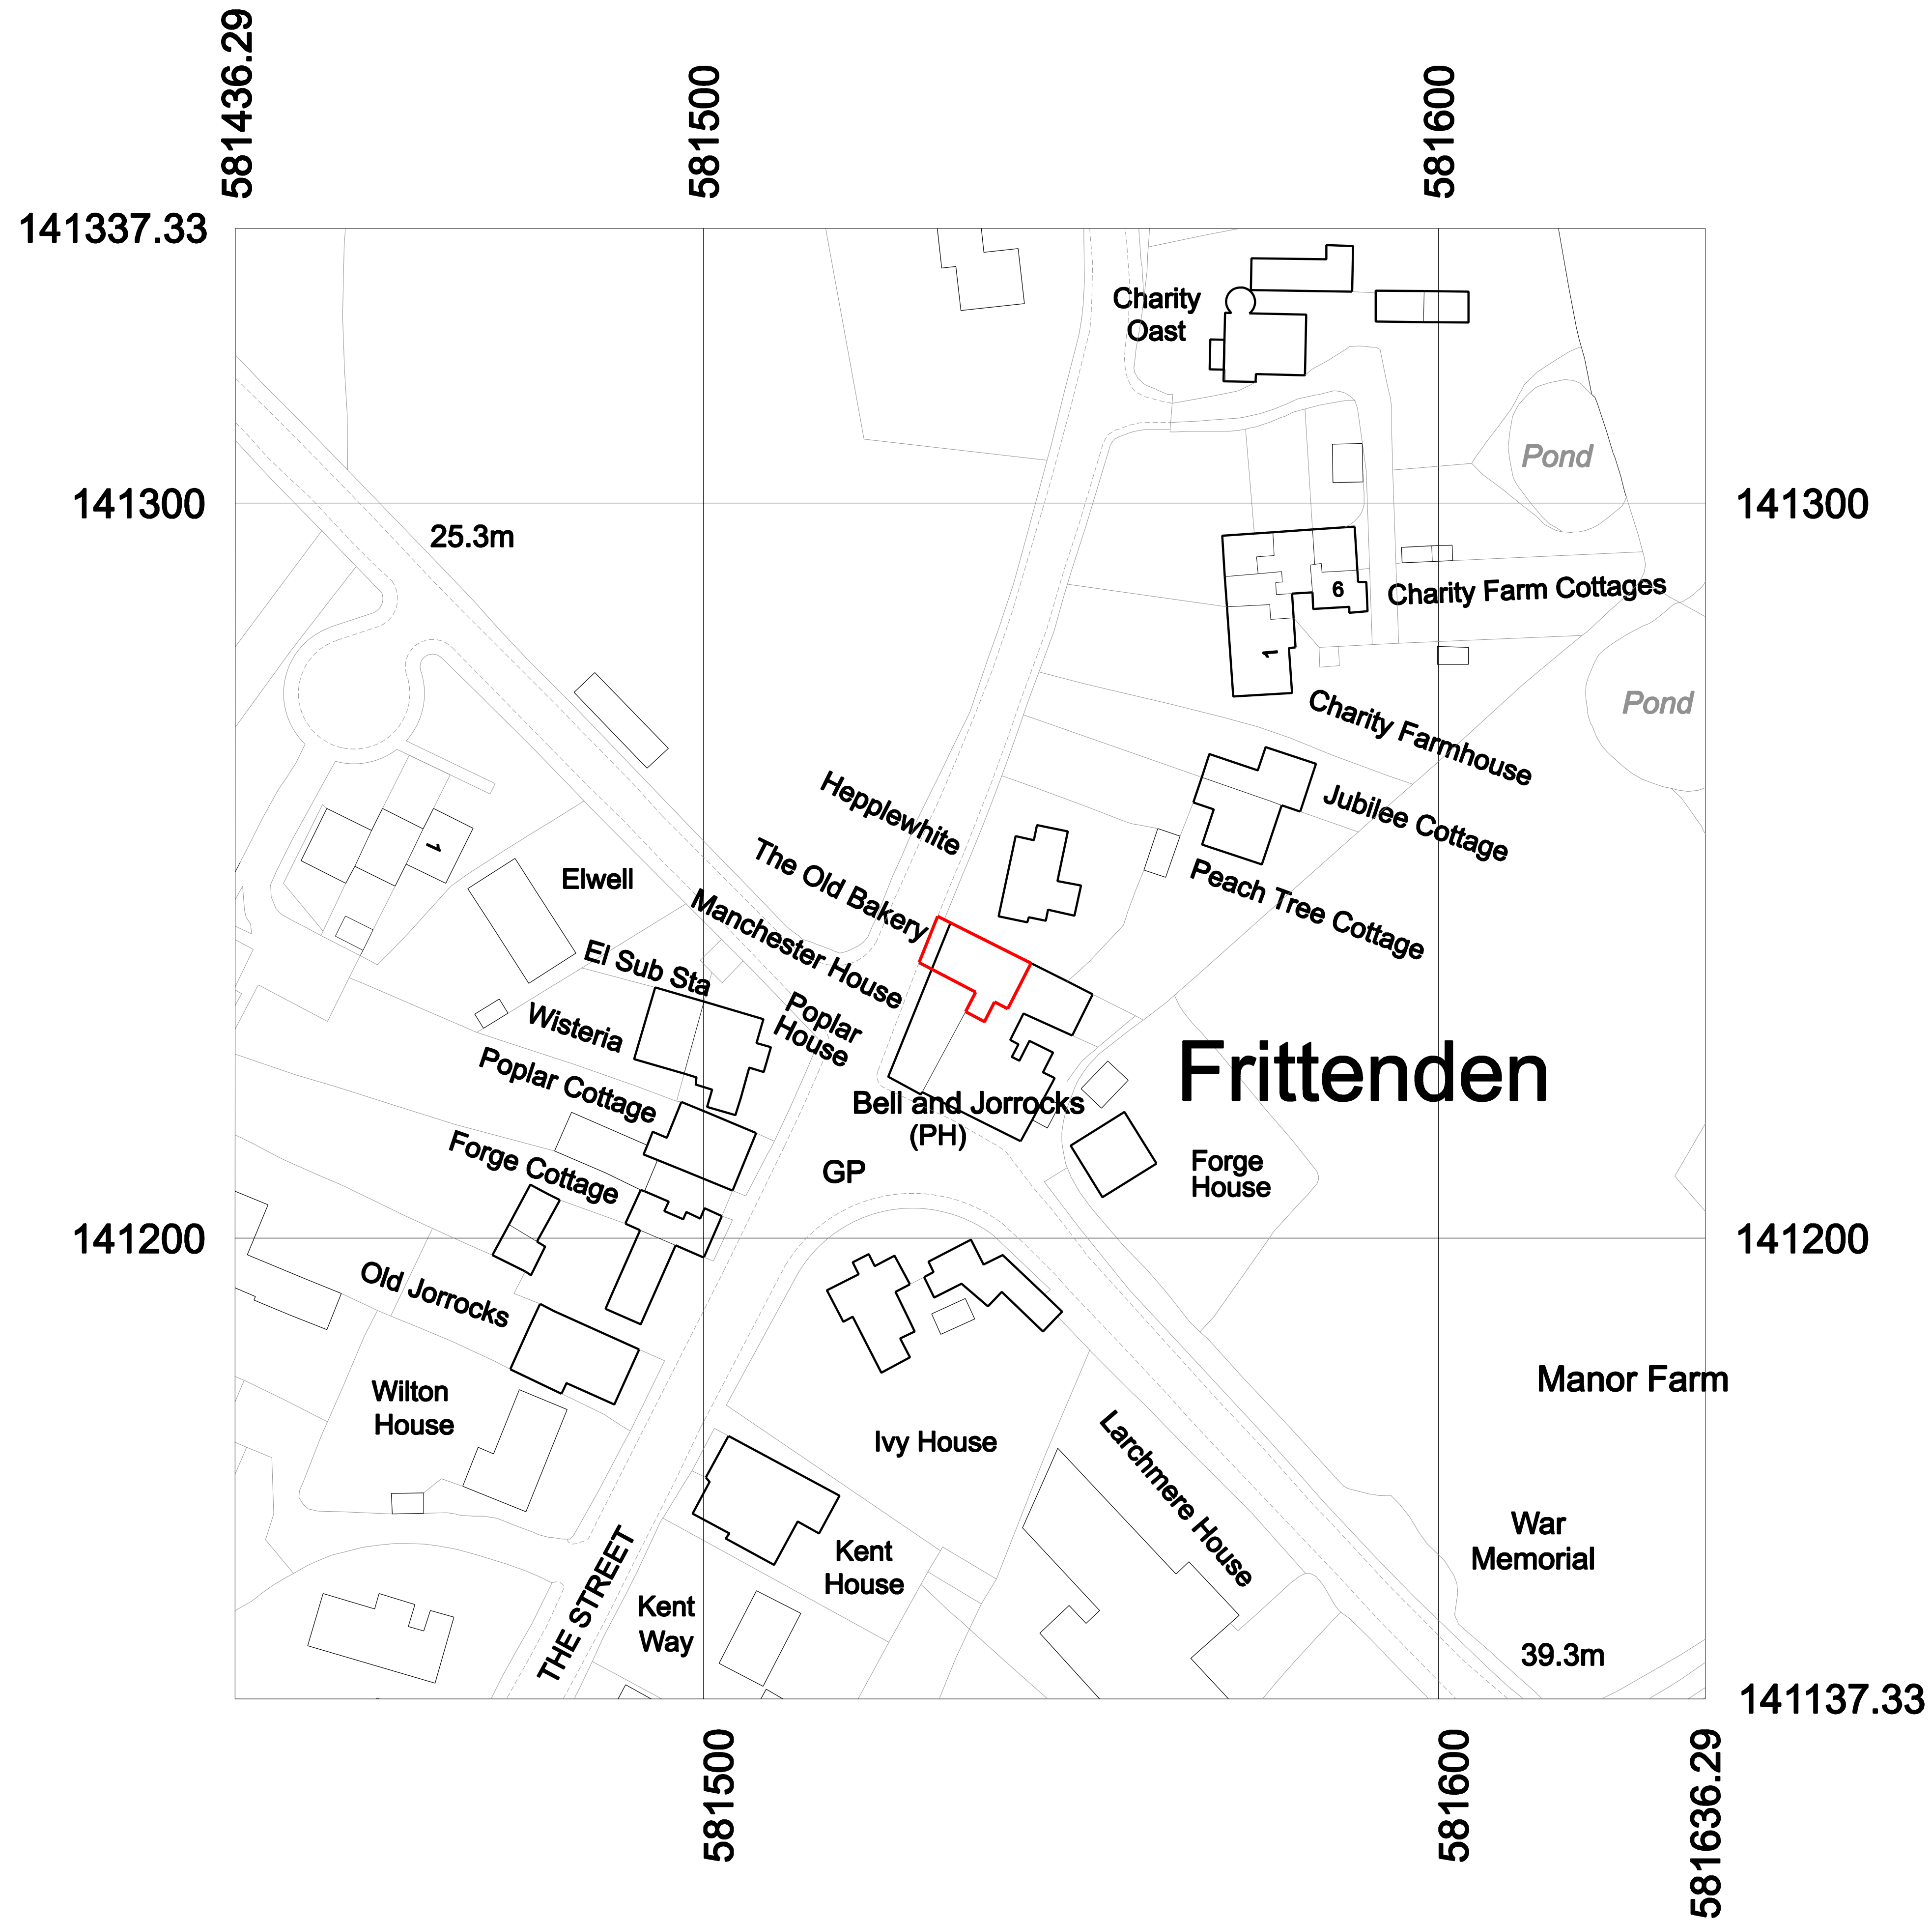 581436.29
581500
581600
141337.33
Charity
Oast
Pond
141300
141300
25.3m
6
Charity Farm Cottages
1
Charity Farmhouse
Pond
Hepplewhite
Jubilee Cottage
The Old Bakery
1
Elwell
Peach Tree Cottage
Manchester House
El Sub Sta
Poplar
House
Wisteria
Frittenden
Poplar Cottage
Bell and Jorrocks
(PH)
Forge Cottage
GP
Forge
House
141200
141200
Old Jorrocks
Manor Farm
Wilton
House
Ivy House
Larchmere House
War
Memorial
Kent
House
THE STREET
Kent
Way
39.3m
141137.33
581500
581600
581636.29